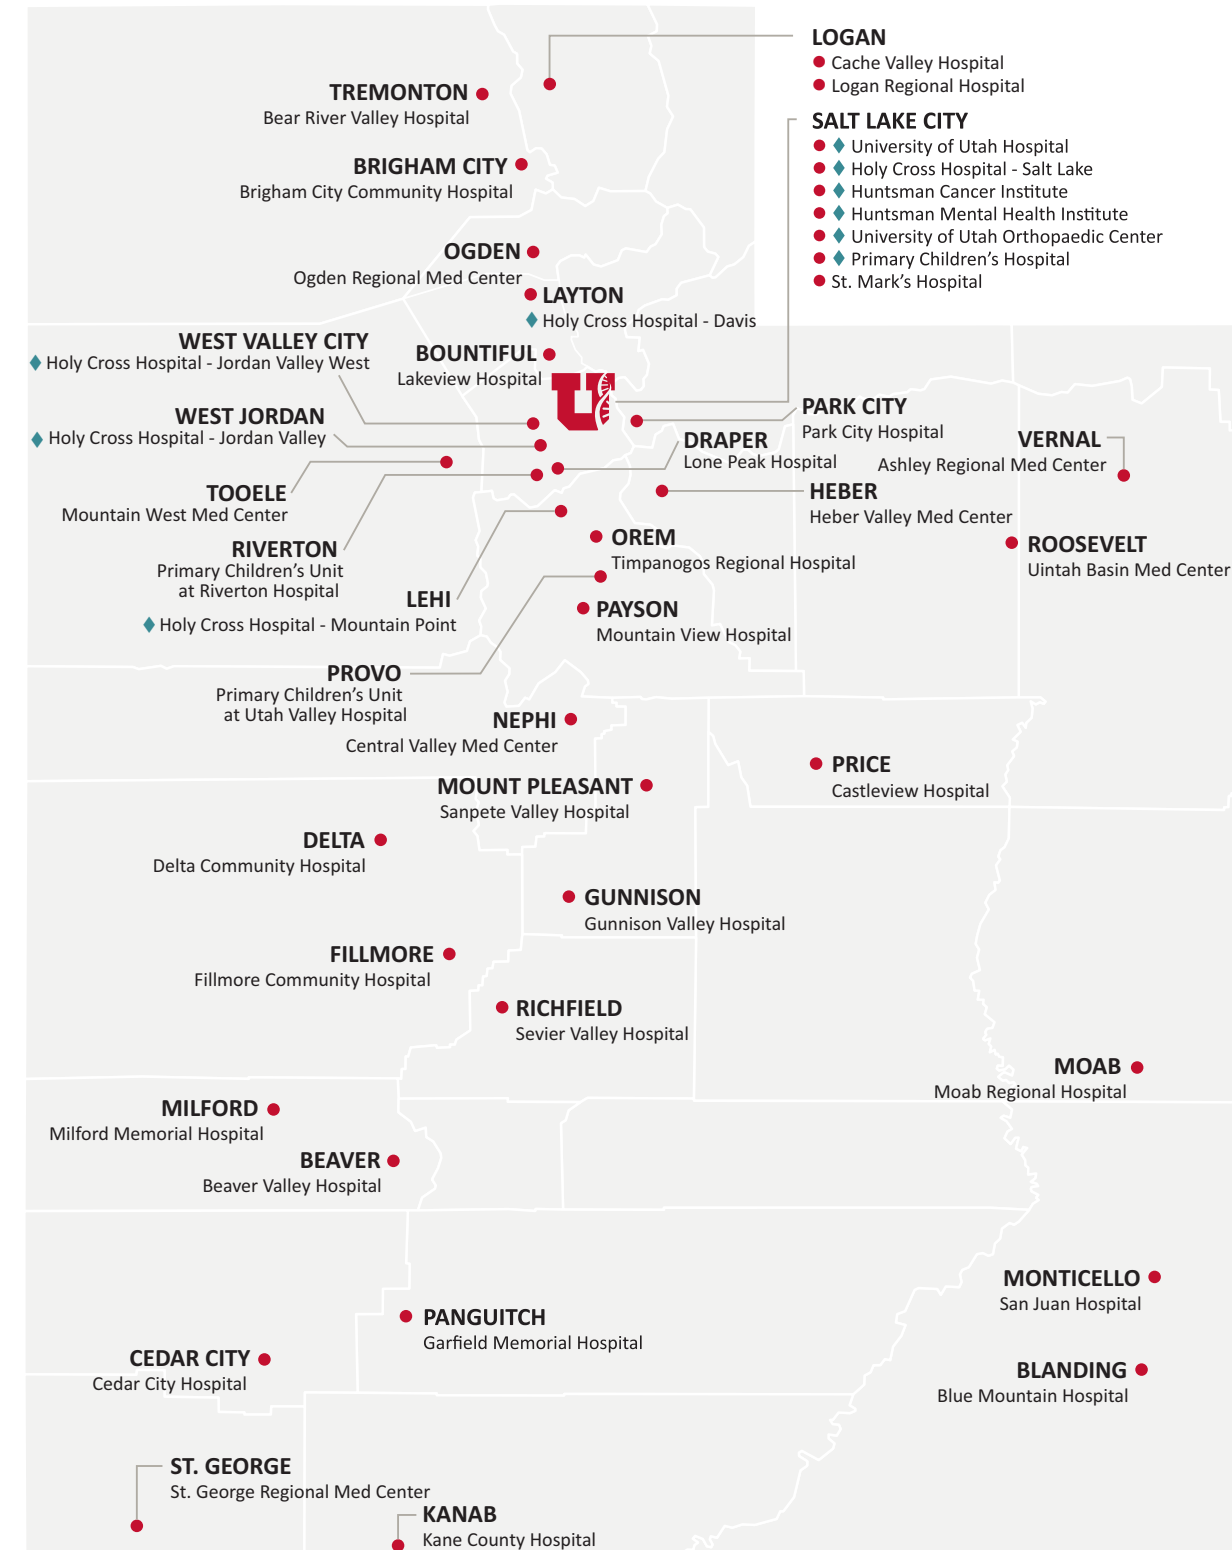 LOGAN
Cache Valley Hospital
Logan Regional Hospital
TREMONTON
Bear River Valley Hospital
SALT LAKE CITY
University of Utah Hospital
Holy Cross Hospital - Salt Lake
Huntsman Cancer Institute
Huntsman Mental Health Institute
University of Utah Orthopaedic Center
Primary Children’s Hospital
St. Mark’s Hospital
BRIGHAM CITY
Brigham City Community Hospital
OGDEN
Ogden Regional Med Center
LAYTON
Holy Cross Hospital - Davis
WEST VALLEY CITY
Holy Cross Hospital - Jordan Valley West
BOUNTIFUL
Lakeview Hospital
U
WEST JORDAN
Holy Cross Hospital - Jordan Valley
PARK CITY
Park City Hospital
DRAPER
Lone Peak Hospital
VERNAL
Ashley Regional Med Center
TOOELE
Mountain West Med Center
HEBER
Heber Valley Med Center
RIVERTON
Primary Children’s Unit
at Riverton Hospital
OREM
Timpanogos Regional Hospital
ROOSEVELT
Uintah Basin Med Center
LEHI
Holy Cross Hospital - Mountain Point
PAYSON
Mountain View Hospital
PROVO
Primary Children’s Unit
at Utah Valley Hospital
NEPHI
Central Valley Med Center
MOUNT PLEASANT
Sanpete Valley Hospital
PRICE
Castleview Hospital
DELTA
Delta Community Hospital
GUNNISON
Gunnison Valley Hospital
FILLMORE
Fillmore Community Hospital
RICHFIELD
Sevier Valley Hospital
MOAB
Moab Regional Hospital
MILFORD
Milford Memorial Hospital
BEAVER
Beaver Valley Hospital
MONTICELLO
San Juan Hospital
PANGUITCH
Garfield Memorial Hospital
CEDAR CITY
Cedar City Hospital
BLANDING
Blue Mountain Hospital
ST. GEORGE
St. George Regional Med Center
KANAB
Kane County Hospital